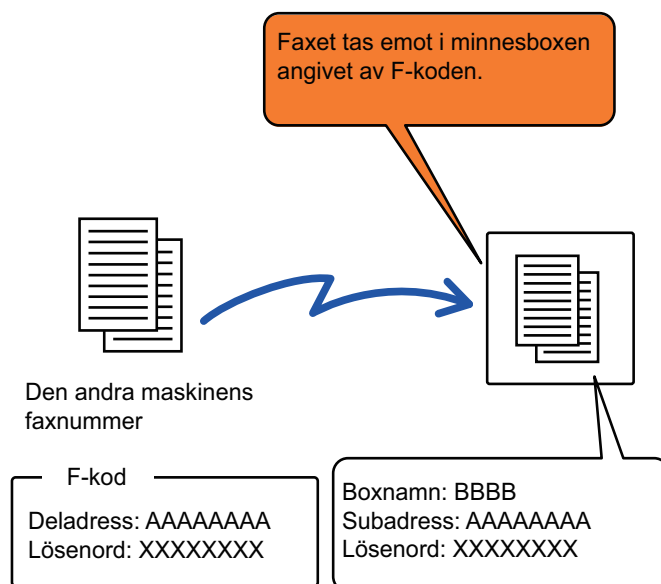 Faxet tas emot i minnesboxen
angivet av F-koden.
Den andra maskinens
faxnummer
F-kod
Deladress: AAAAAAAA
Lösenord: XXXXXXXX
Boxnamn: BBBB
Subadress: AAAAAAAA
Lösenord: XXXXXXXX